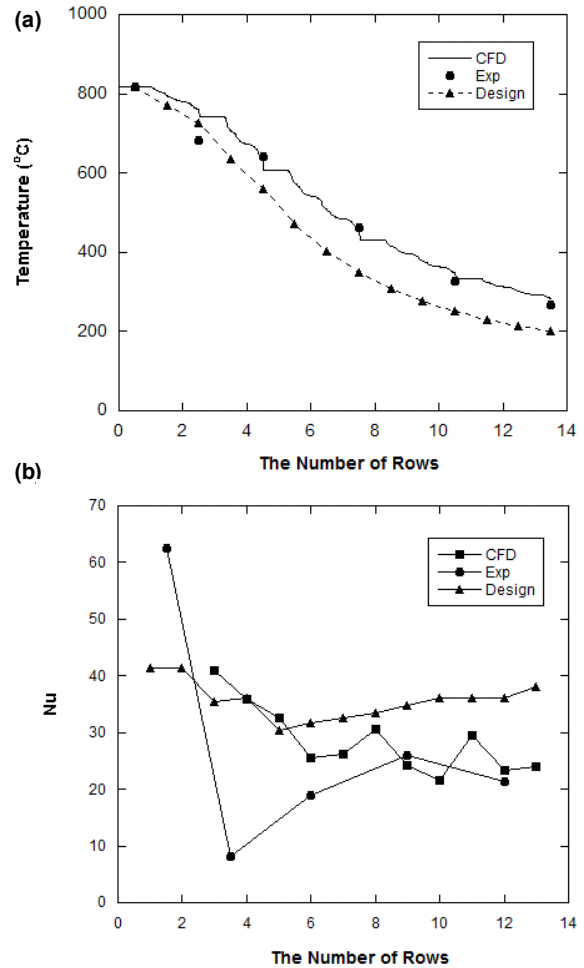 (a)
1000
800
600
400
200
0
Temperature (°C)
CFD
Exp
Design
0 2 4 6 8 10 12 14
The Number of Rows
(b)
70
60
50
40
30
20
10
0
Nu
CFD
Exp
Design
0 2 4 6 8 10 12 14
The Number of Rows